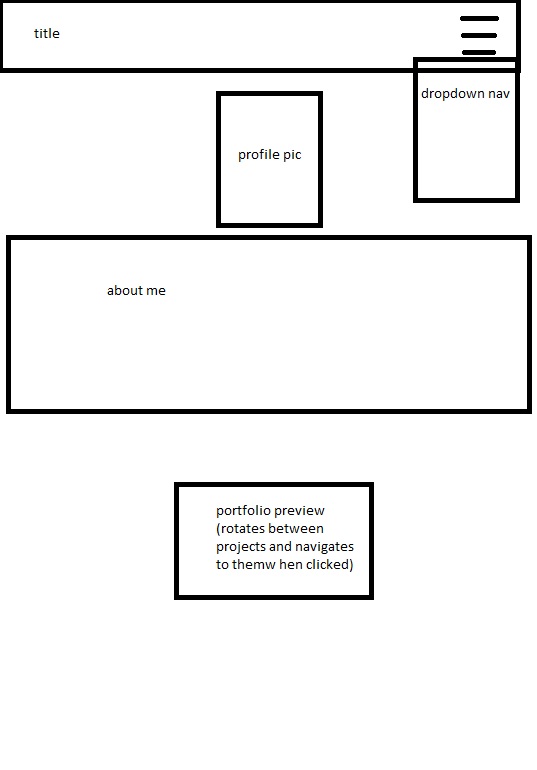 title
dropdown nav
profile pic
about me
portfolio preview
(rotates between
projects and navigates
to themw hen clicked)